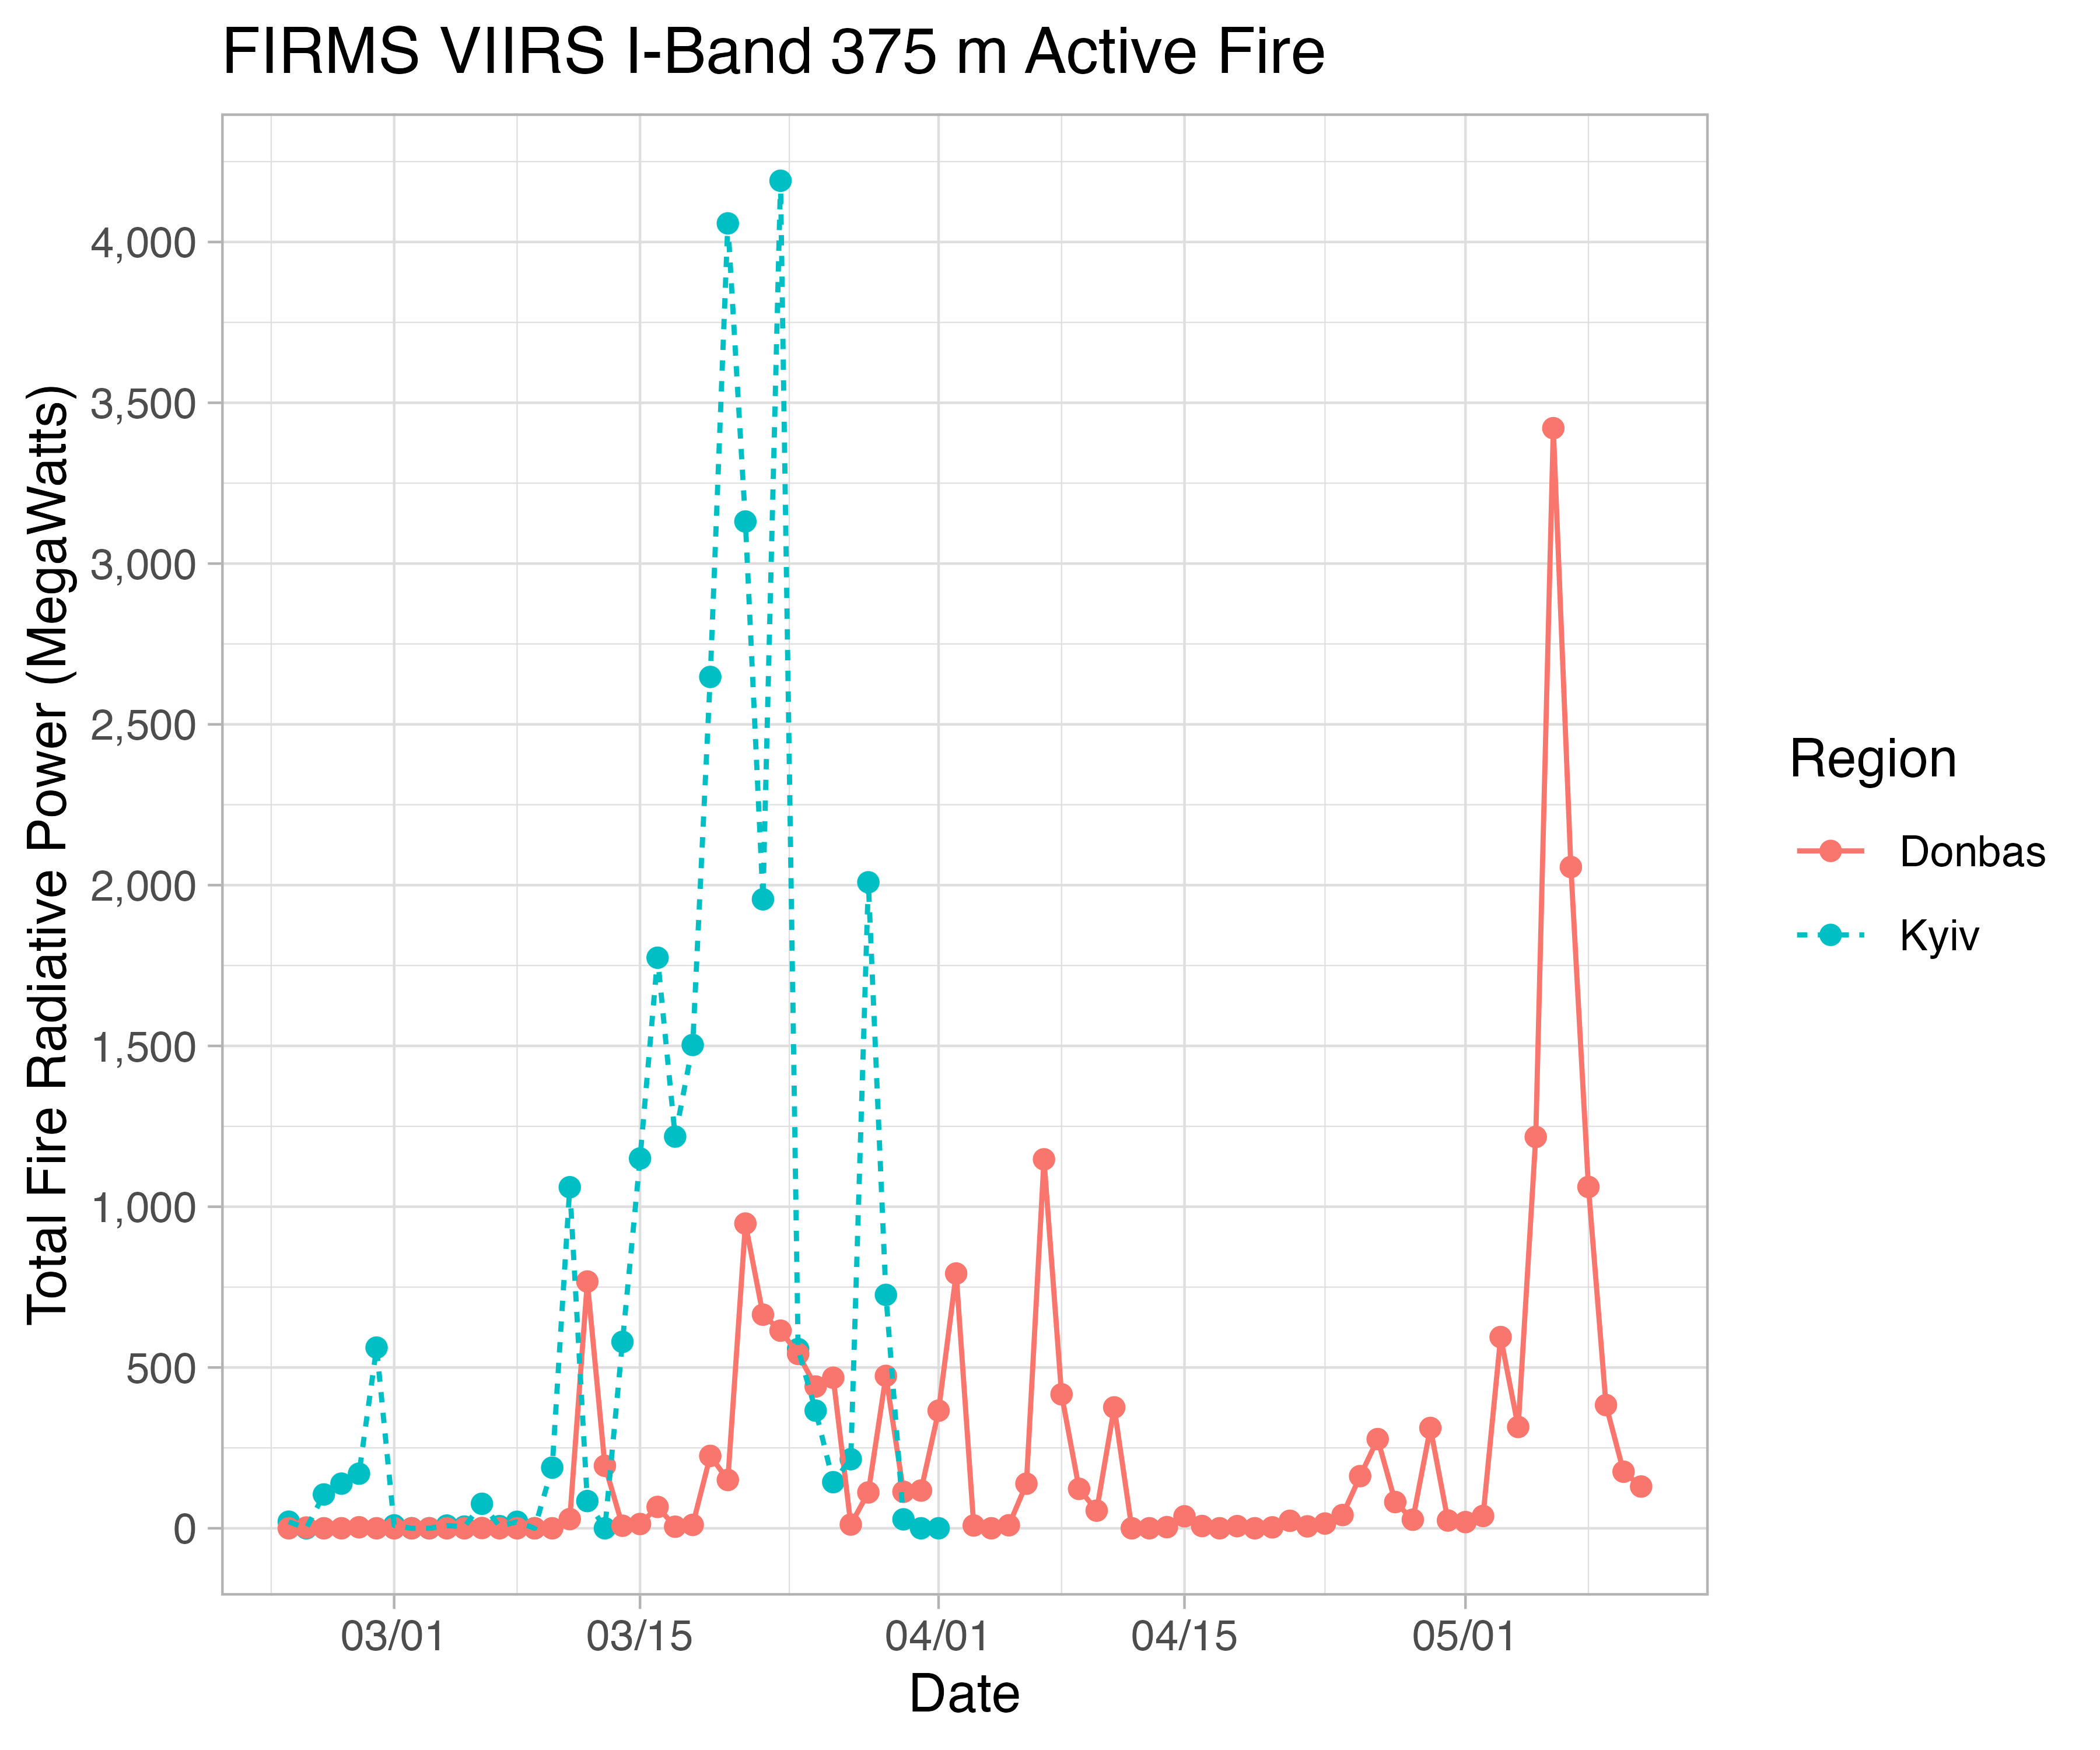 FIRMS VIIRS I-Band 375 m Active Fire
Total Fire Radiative Power (MegaWatts)
4,000
3,500
3,000
2,500
2,000
1,500
1,000
500
0
03/01
03/15
04/01
04/15
05/01
Date
Region
Donbas
Kyiv